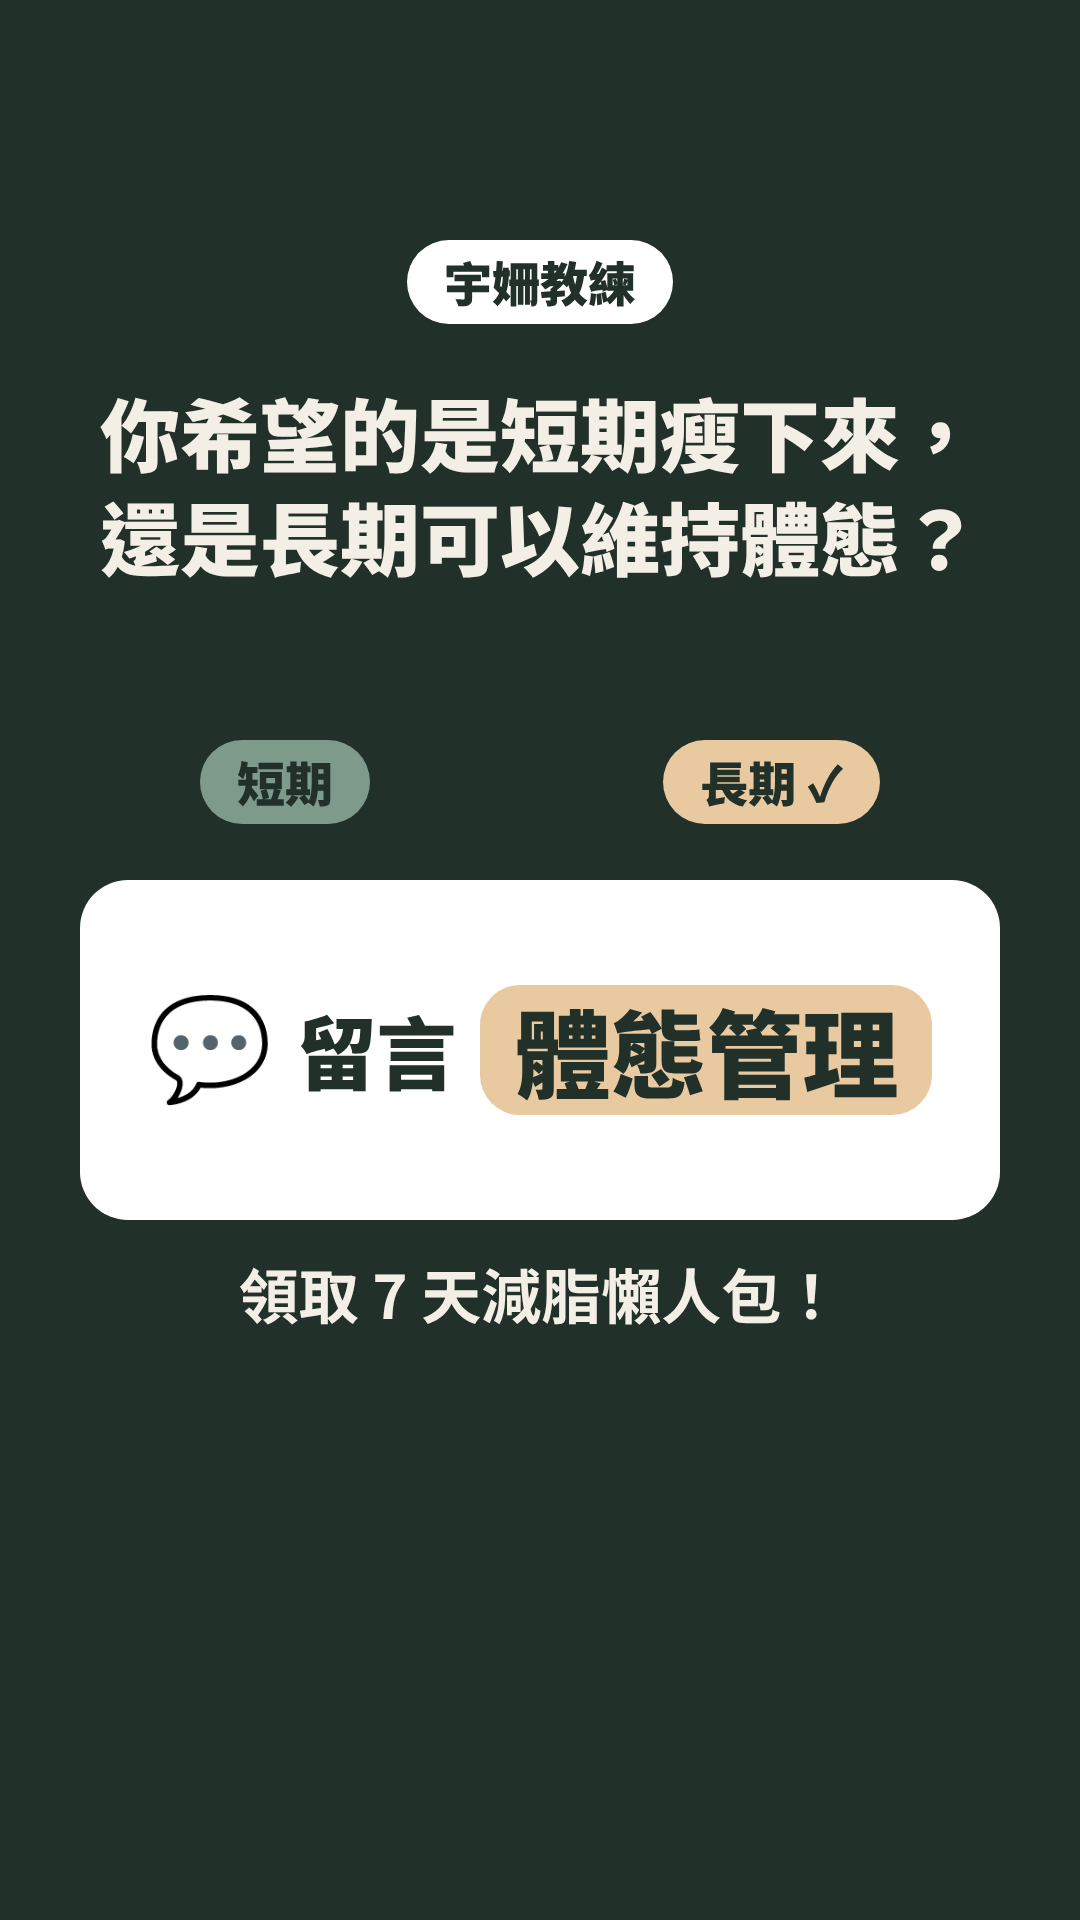 宇姍教練
你希望的是短期瘦下來，
還是長期可以維持體態？
短期
長期 ✓
💬 留言 體態管理
領取 7 天減脂懶人包！